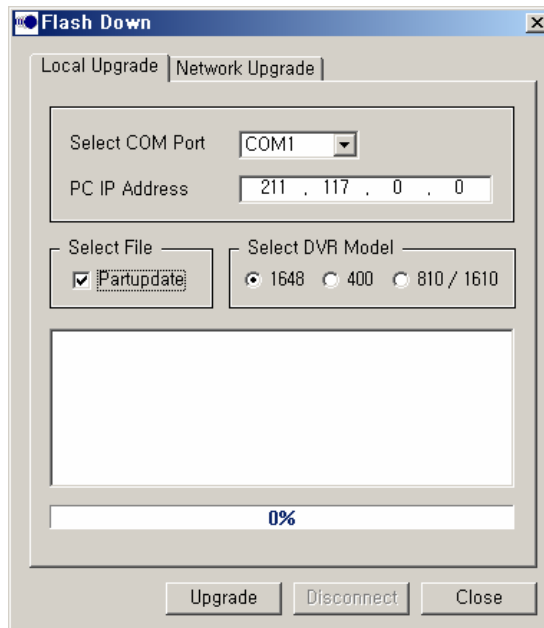 Flash Down
Local Upgrade Network Upgrade
Select COM Port COM1
PC IP Address 211 . 117 . 0 . 0
Select File Select DVR Model
Partupdate 1648 400 810 / 1610
0%
Upgrade Disconnect Close